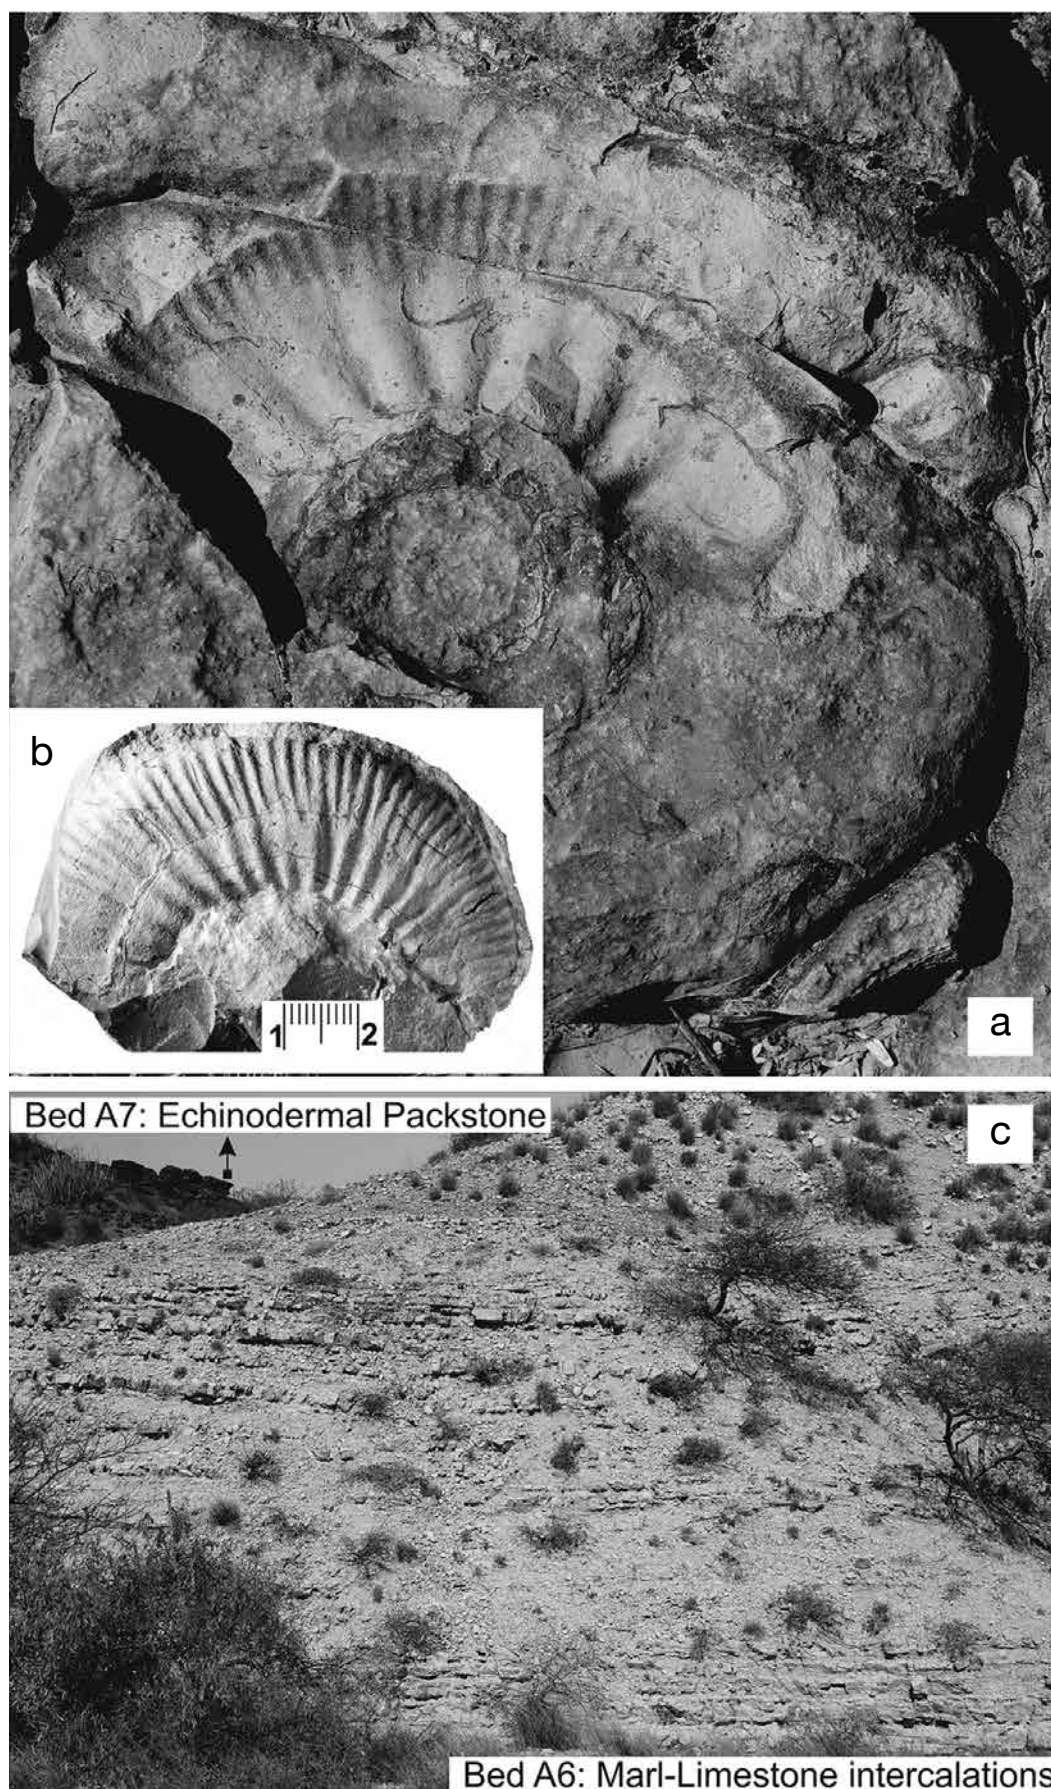 b
1 2
a
Bed A7: Echinodermal Packstone
c
Bed A6: Marl-Limestone intercalations